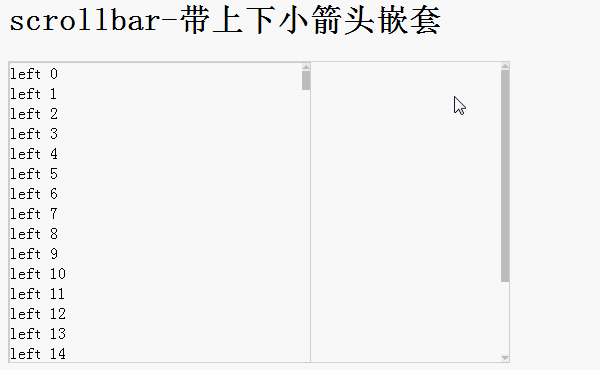 scrollbar-带上下小箭头嵌套
left 0
left 1
left 2
left 3
left 4
left 5
left 6
left 7
left 8
left 9
left 10
left 11
left 12
left 13
left 14